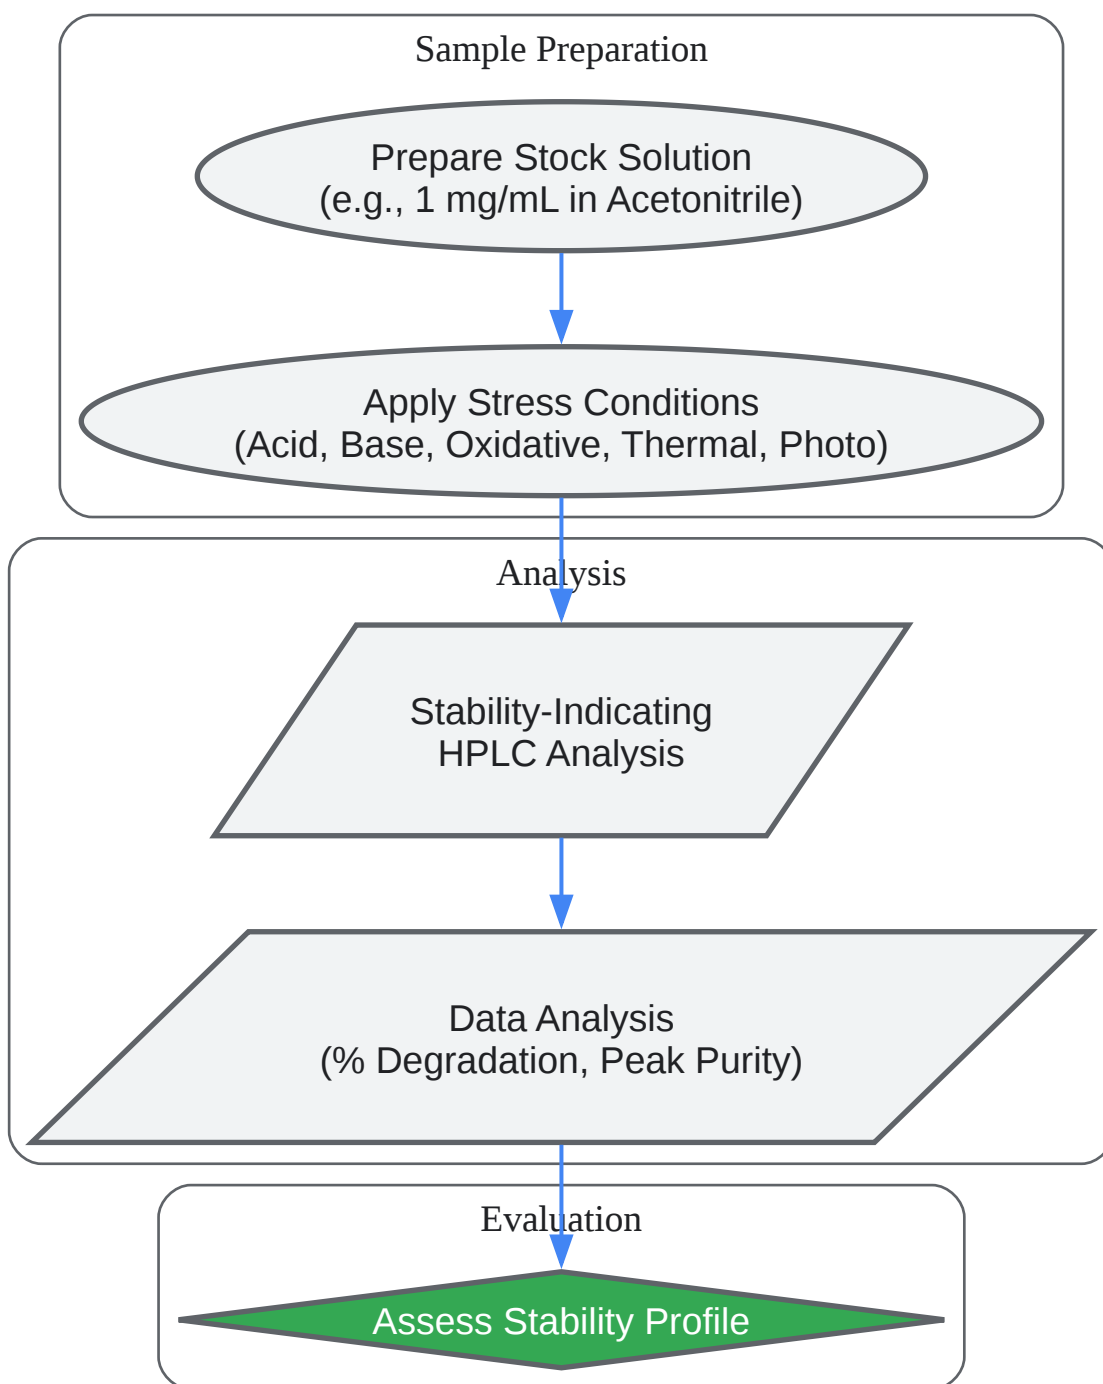 Sample Preparation
Prepare Stock Solution
(e.g., 1 mg/mL in Acetonitrile)
Apply Stress Conditions
(Acid, Base, Oxidative, Thermal, Photo)
Analysis
Stability-Indicating
HPLC Analysis
Data Analysis
(% Degradation, Peak Purity)
Evaluation
Assess Stability Profile